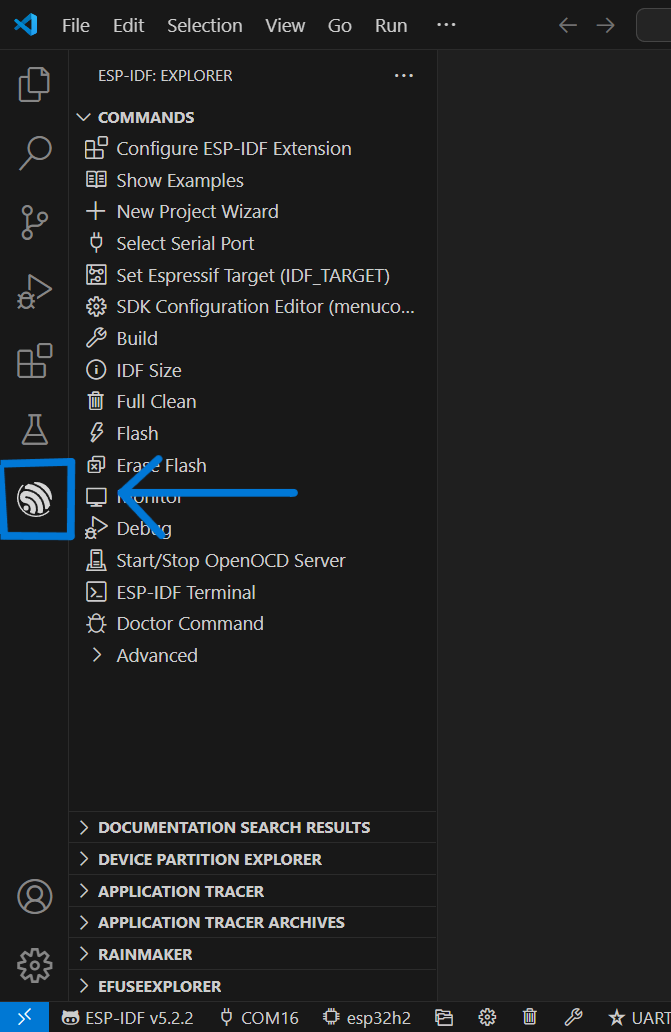 File Edit Selection View Go Run ···
ESP-IDF: EXPLORER ···
COMMANDS
Configure ESP-IDF Extension
Show Examples
New Project Wizard
Select Serial Port
Set Espressif Target (IDF_TARGET)
SDK Configuration Editor (menuco...
Build
IDF Size
Full Clean
Flash
Erase Flash
Monitor
Debug
Start/Stop OpenOCD Server
ESP-IDF Terminal
Doctor Command
Advanced
DOCUMENTATION SEARCH RESULTS
DEVICE PARTITION EXPLORER
APPLICATION TRACER
APPLICATION TRACER ARCHIVES
RAINMAKER
EFUSEEXPLORER
ESP-IDF v5.2.2 COM16 esp32h2 UART